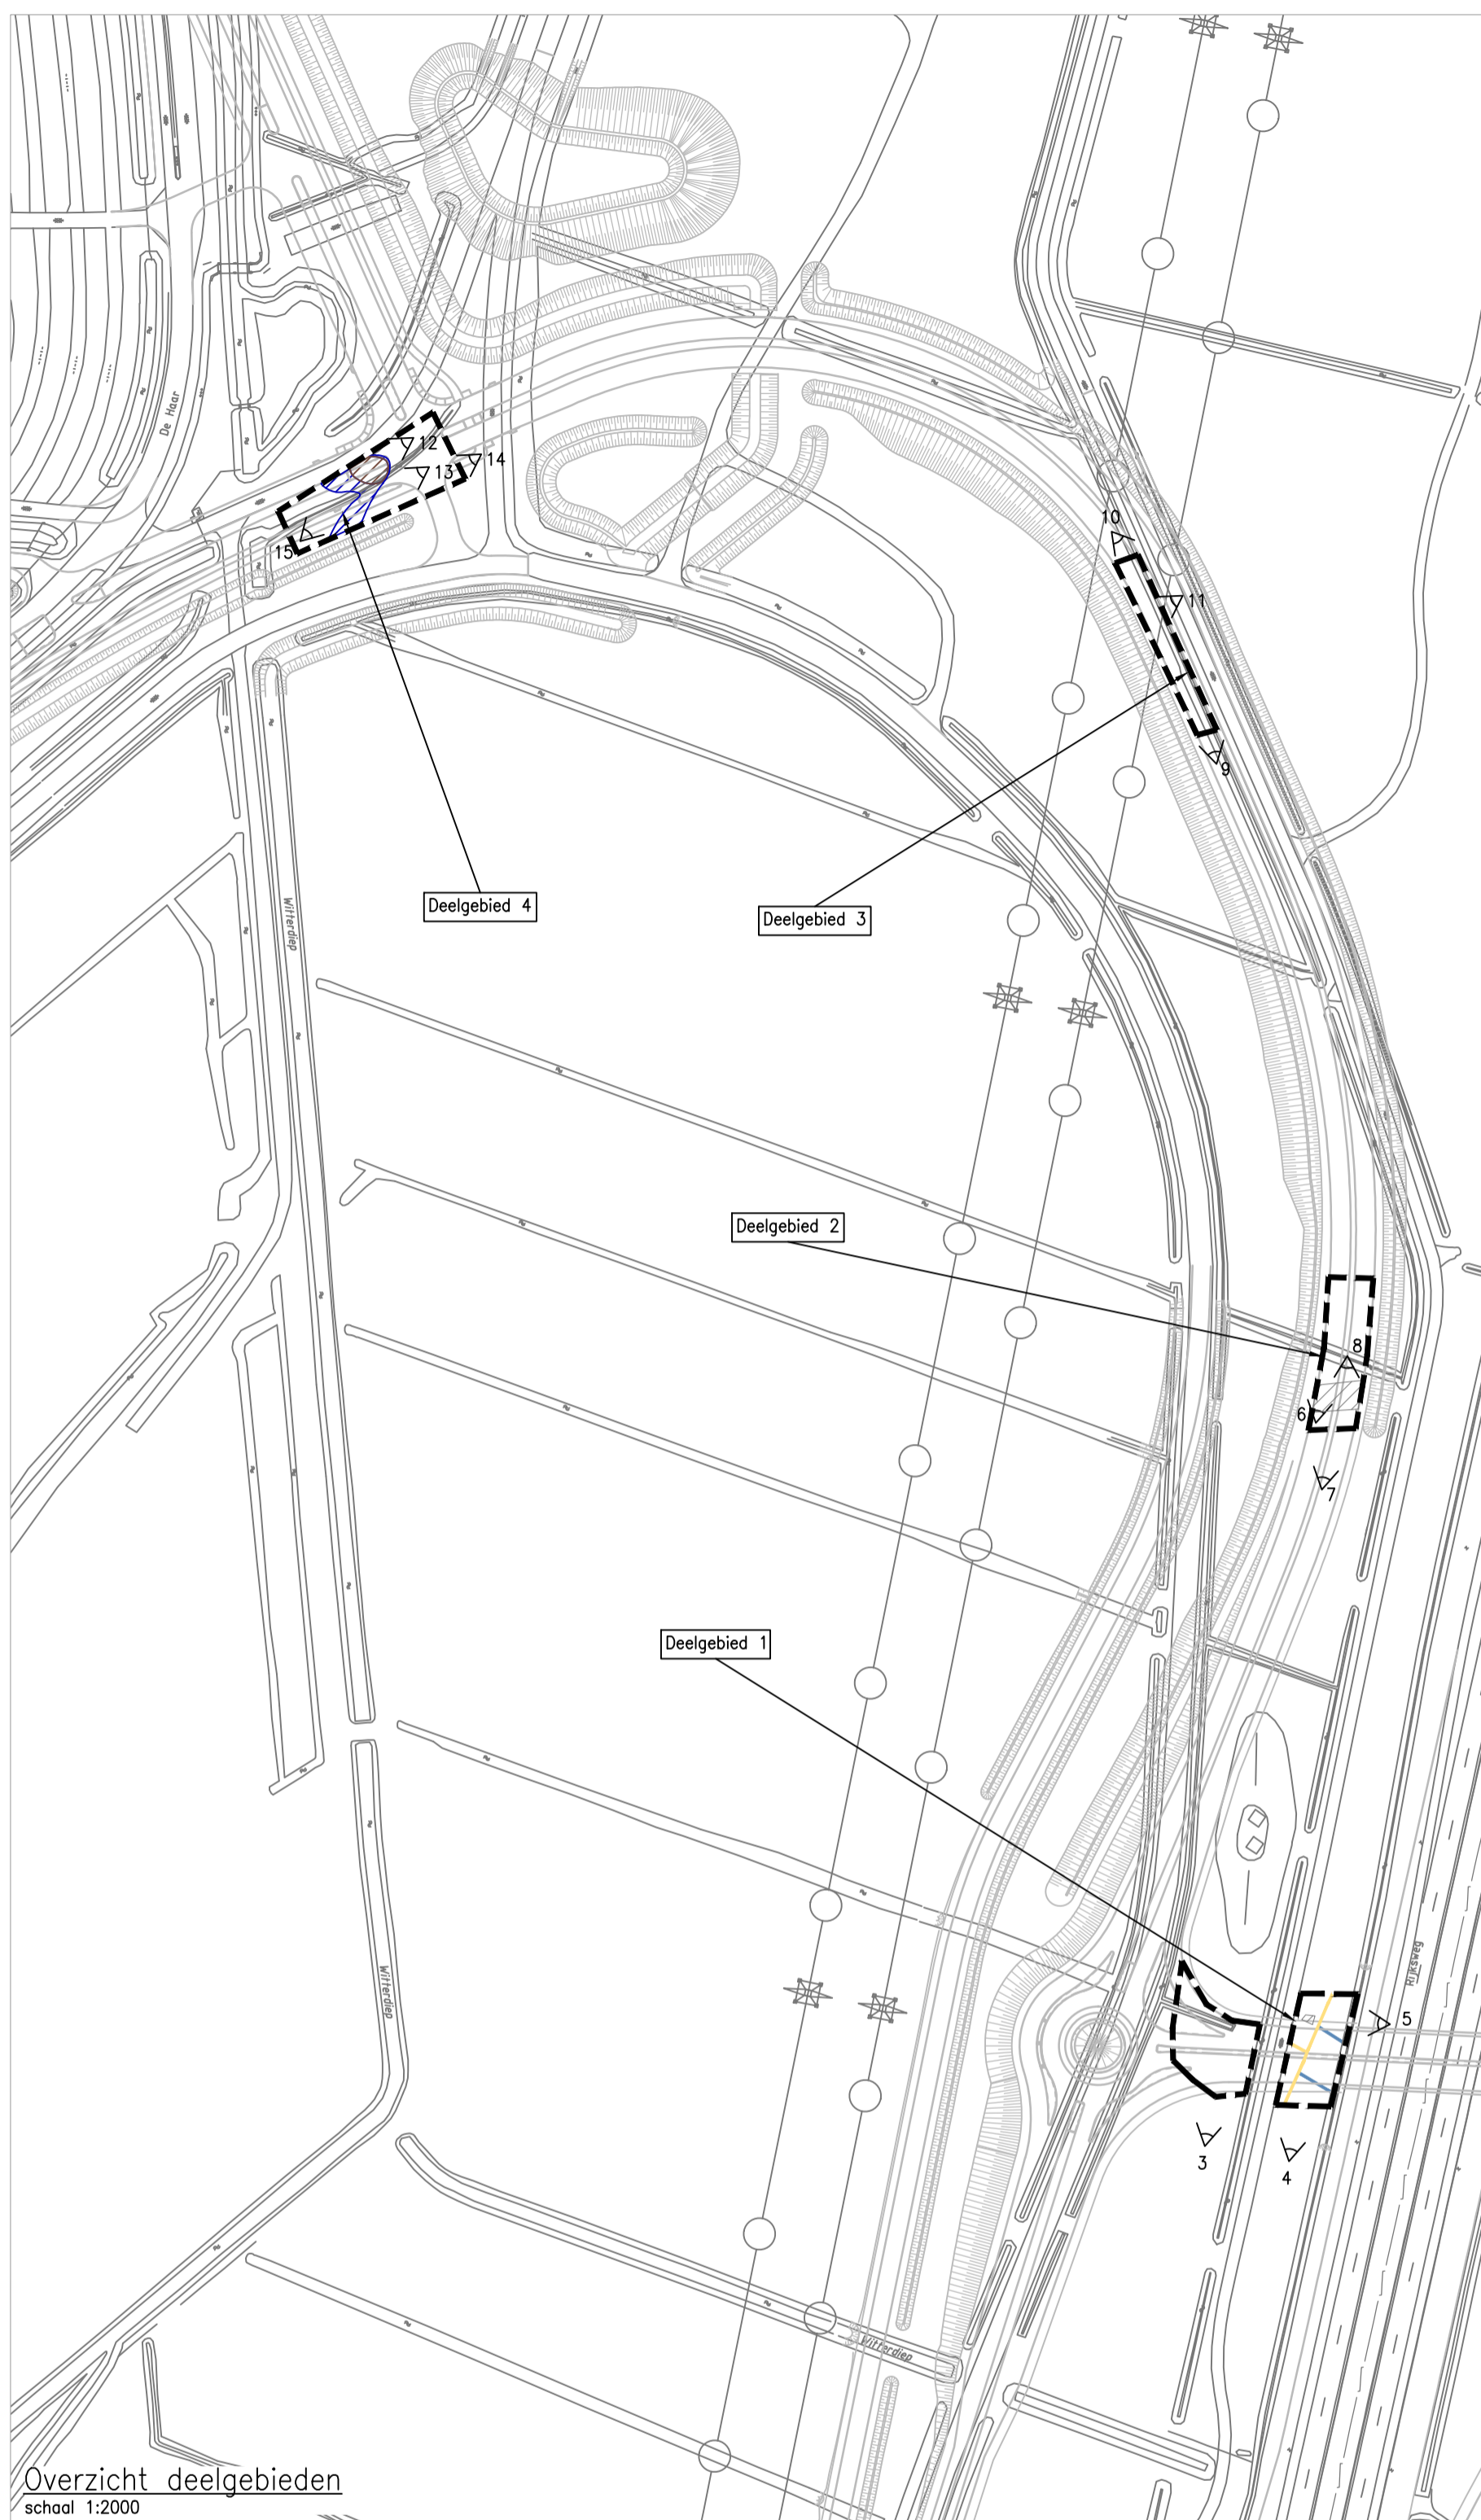 De Haar
12
13
14
15
10
11
9
Deelgebied 4
Deelgebied 3
Witterdiep
Deelgebied 2
8
6
7
Deelgebied 1
Rijksweg
Witterdiep
5
3
4
Witterdiep
Overzicht deelgebieden
schaal 1:2000